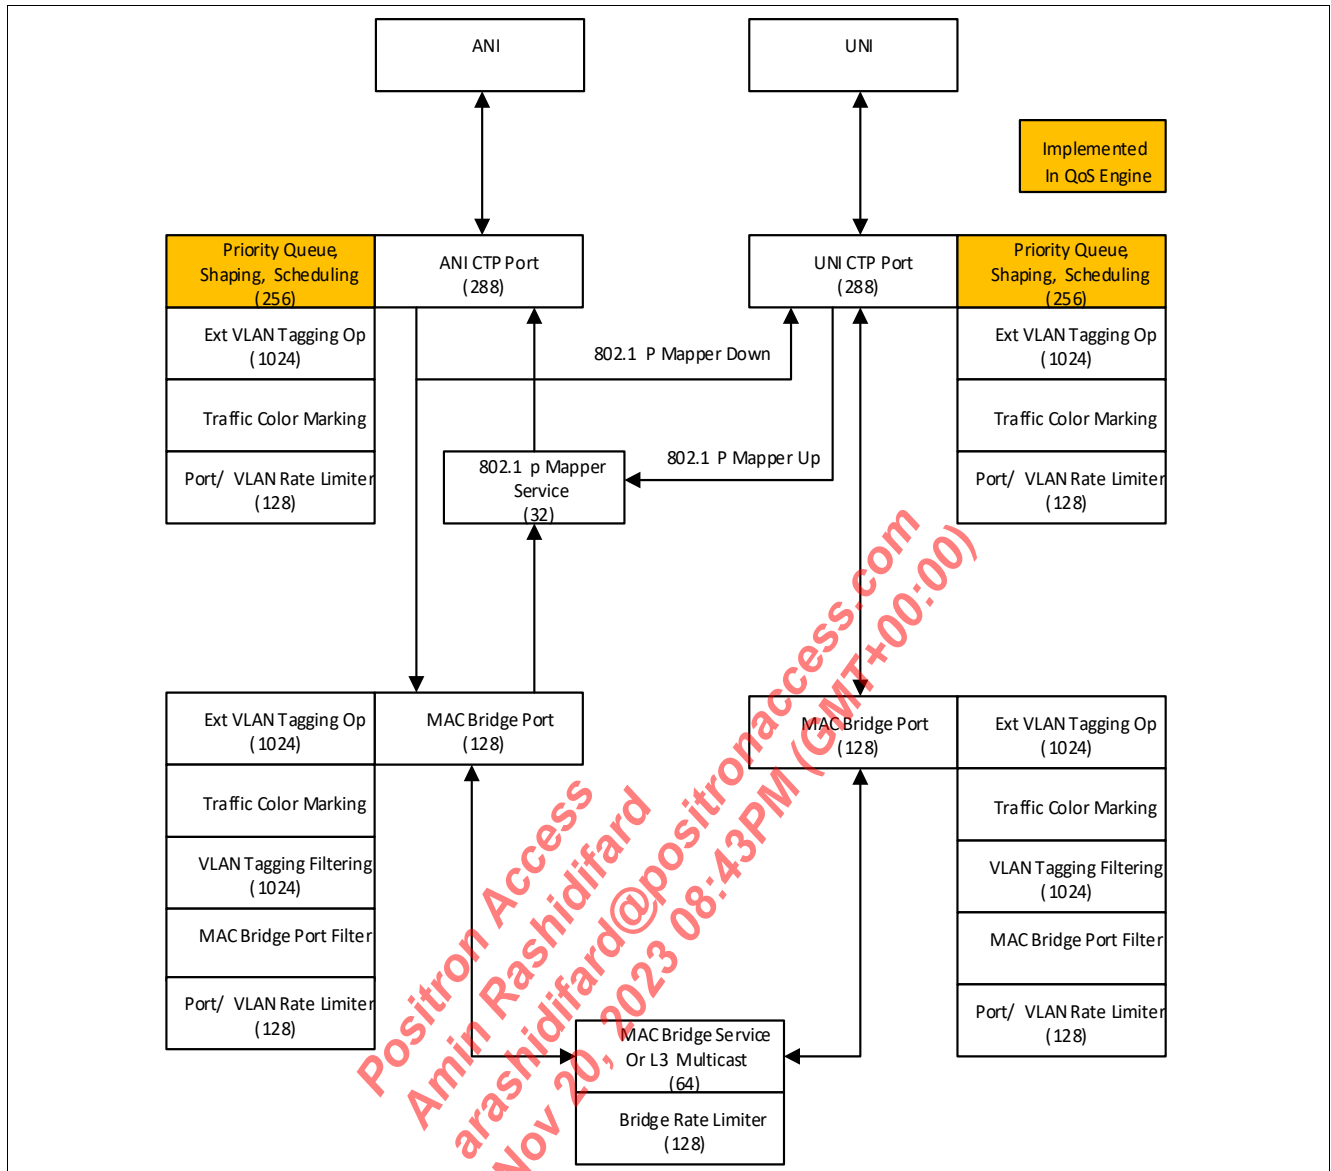 ANI
UNI
Implemented
In QoS Engine
Priority Queue,
Shaping, Scheduling
(256)
ANI CTP Port
(288)
UNI CTP Port
(288)
Priority Queue,
Shaping, Scheduling
(256)
Ext VLAN Tagging Op
(1024)
802.1 P Mapper Down
Ext VLAN Tagging Op
(1024)
Traffic Color Marking
Traffic Color Marking
Port/ VLAN Rate Limiter
(128)
802.1 p Mapper
Service
(32)
802.1 P Mapper Up
Port/ VLAN Rate Limiter
(128)
Ext VLAN Tagging Op
(1024)
MAC Bridge Port
(128)
MAC Bridge Port
(128)
Ext VLAN Tagging Op
(1024)
Traffic Color Marking
Traffic Color Marking
VLAN Tagging Filtering
(1024)
VLAN Tagging Filtering
(1024)
MAC Bridge Port Filter
MAC Bridge Port Filter
Port/ VLAN Rate Limiter
(128)
Port/ VLAN Rate Limiter
(128)
MAC Bridge Service
Or L3 Multicast
(64)
Bridge Rate Limiter
(128)
Positron Access
Amin Rashidifard
arashidifard@positronaccess.com
Nov 20, 2023 08:43PM (GMT+00:00)